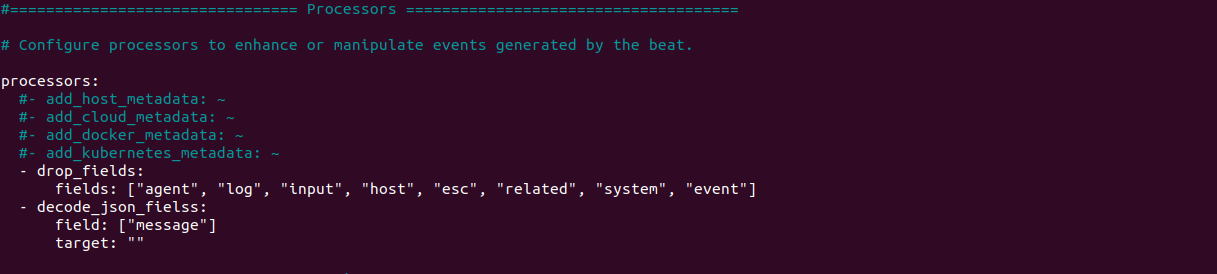 #================================ Processors =====================================
# Configure processors to enhance or manipulate events generated by the beat.
processors:
  #- add_host_metadata: ~
  #- add_cloud_metadata: ~
  #- add_docker_metadata: ~
  #- add_kubernetes_metadata: ~
  - drop_fields:
      fields: ["agent", "log", "input", "host", "esc", "related", "system", "event"]
  - decode_json_fielss:
      field: ["message"]
      target: ""